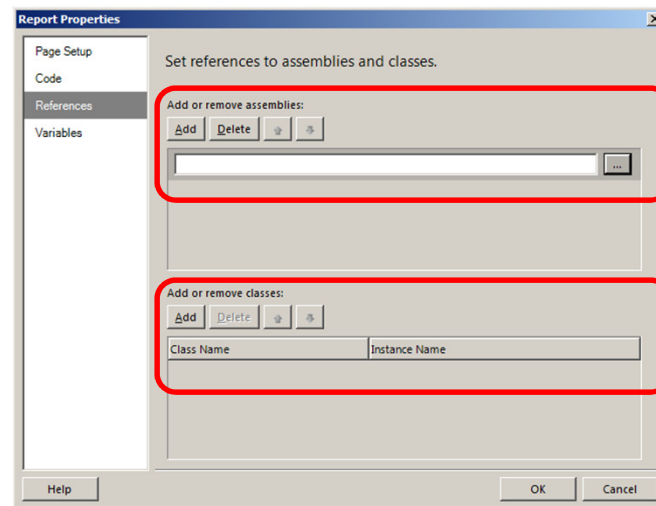 Report Properties
Page Setup
Code
References
Variables
Set references to assemblies and classes.
Add or remove assemblies:
Add Delete
...
Add or remove classes:
Add Delete
Class Name Instance Name
Help OK Cancel